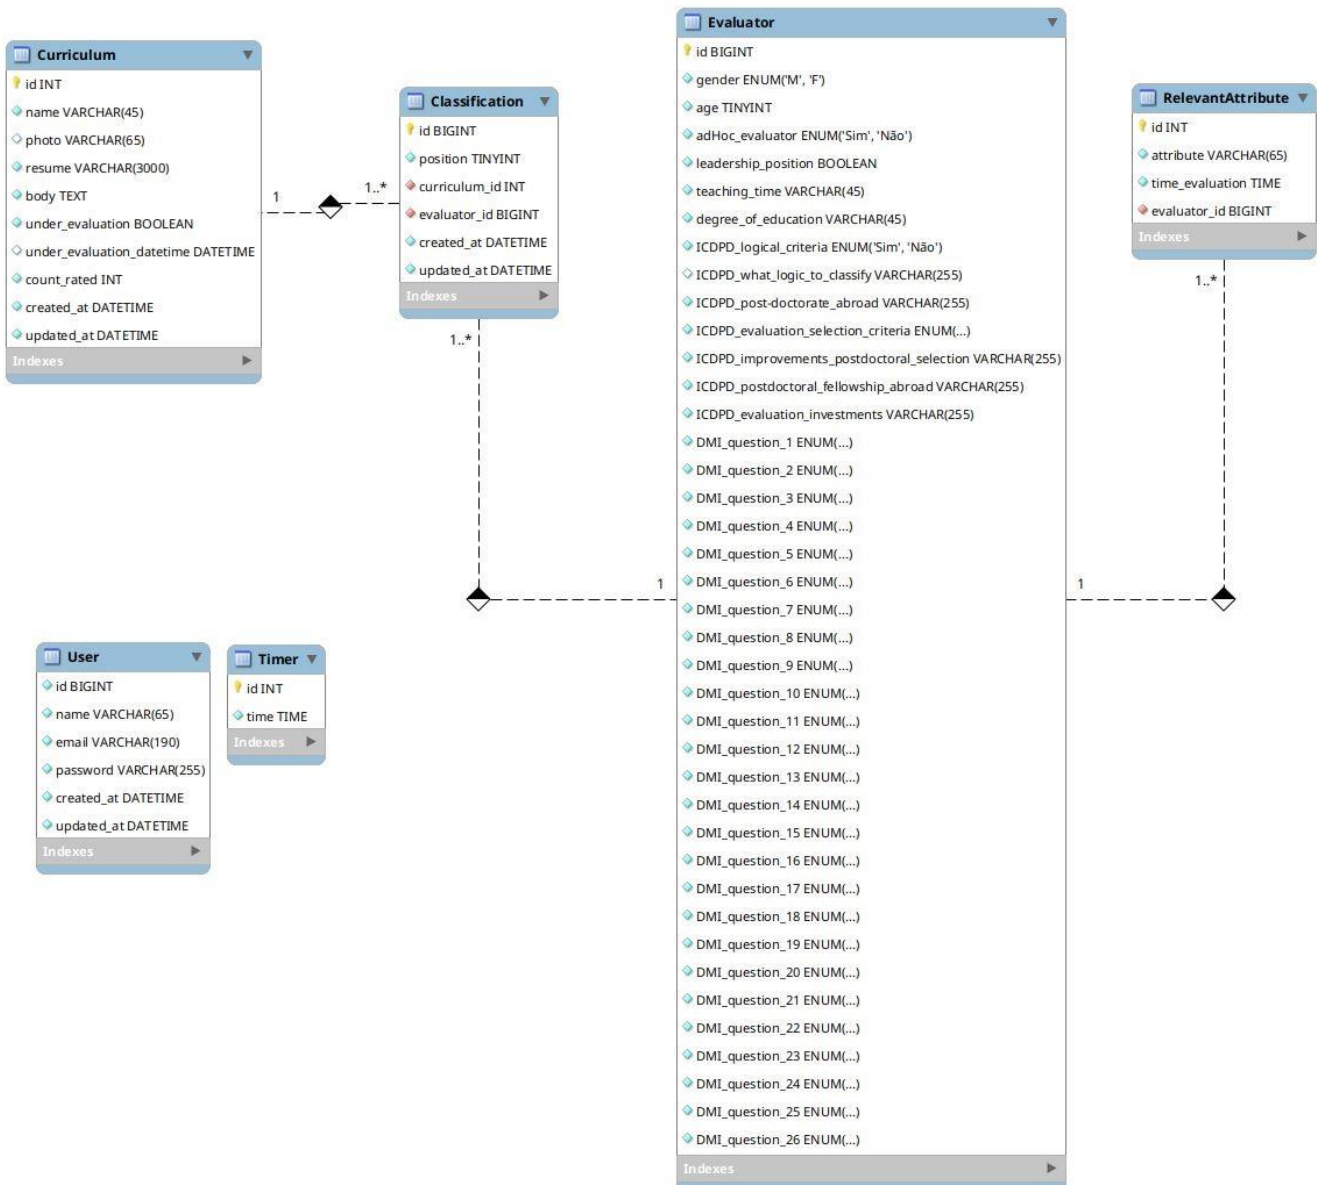 Curriculum
id INT
name VARCHAR(45)
photo VARCHAR(65)
resume VARCHAR(3000)
body TEXT
under_evaluation BOOLEAN
under_evaluation_datetime DATETIME
count_rated INT
created_at DATETIME
updated_at DATETIME
Indexes
1
1..*
Classification
id BIGINT
position TINYINT
curriculum_id INT
evaluator_id BIGINT
created_at DATETIME
updated_at DATETIME
Indexes
1..*
1
Evaluator
id BIGINT
gender ENUM('M', 'F')
age TINYINT
adHoc_evaluator ENUM('Sim', 'Não')
leadership_position BOOLEAN
teaching_time VARCHAR(45)
degree_of_education VARCHAR(45)
ICDPD_logical_criteria ENUM('Sim', 'Não')
ICDPD_what_logic_to_classify VARCHAR(255)
ICDPD_post-doctorate_abroad VARCHAR(255)
ICDPD_evaluation_selection_criteria ENUM(...)
ICDPD_improvements_postdoctoral_selection VARCHAR(255)
ICDPD_postdoctoral_fellowship_abroad VARCHAR(255)
ICDPD_evaluation_investments VARCHAR(255)
DMI_question_1 ENUM(...)
DMI_question_2 ENUM(...)
DMI_question_3 ENUM(...)
DMI_question_4 ENUM(...)
DMI_question_5 ENUM(...)
DMI_question_6 ENUM(...)
DMI_question_7 ENUM(...)
DMI_question_8 ENUM(...)
DMI_question_9 ENUM(...)
DMI_question_10 ENUM(...)
DMI_question_11 ENUM(...)
DMI_question_12 ENUM(...)
DMI_question_13 ENUM(...)
DMI_question_14 ENUM(...)
DMI_question_15 ENUM(...)
DMI_question_16 ENUM(...)
DMI_question_17 ENUM(...)
DMI_question_18 ENUM(...)
DMI_question_19 ENUM(...)
DMI_question_20 ENUM(...)
DMI_question_21 ENUM(...)
DMI_question_22 ENUM(...)
DMI_question_23 ENUM(...)
DMI_question_24 ENUM(...)
DMI_question_25 ENUM(...)
DMI_question_26 ENUM(...)
Indexes
1
1..*
RelevantAttribute
id INT
attribute VARCHAR(65)
time_evaluation TIME
evaluator_id BIGINT
Indexes
User
id BIGINT
name VARCHAR(65)
email VARCHAR(190)
password VARCHAR(255)
created_at DATETIME
updated_at DATETIME
Indexes
Timer
id INT
time TIME
Indexes